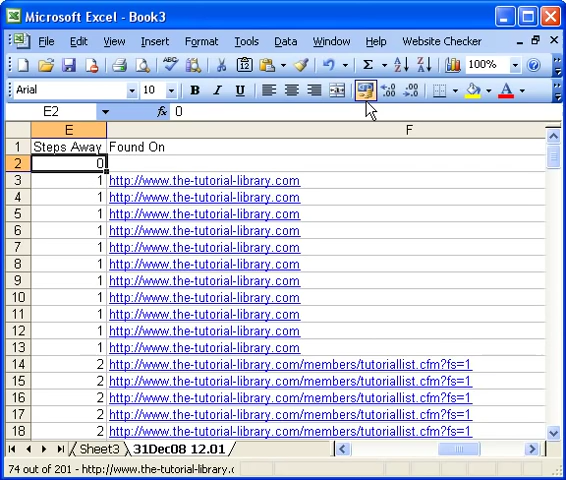 Microsoft Excel - Book3
File Edit View Insert Format Tools Data Window Help Website Checker
12 Σ A Z Z A 100%
Arial 10 B I U .00 .00 A
E2 fx 0
E F
1 Steps Away Found On
2 0
3 1 http://www.the-tutorial-library.com
4 1 http://www.the-tutorial-library.com
5 1 http://www.the-tutorial-library.com
6 1 http://www.the-tutorial-library.com
7 1 http://www.the-tutorial-library.com
8 1 http://www.the-tutorial-library.com
9 1 http://www.the-tutorial-library.com
10 1 http://www.the-tutorial-library.com
11 1 http://www.the-tutorial-library.com
12 1 http://www.the-tutorial-library.com
13 1 http://www.the-tutorial-library.com
14 2 http://www.the-tutorial-library.com/members/tutoriallist.cfm?fs=1
15 2 http://www.the-tutorial-library.com/members/tutoriallist.cfm?fs=1
16 2 http://www.the-tutorial-library.com/members/tutoriallist.cfm?fs=1
17 2 http://www.the-tutorial-library.com/members/tutoriallist.cfm?fs=1
18 2 http://www.the-tutorial-library.com/members/tutoriallist.cfm?fs=1
Sheet3 31Dec08 12.01
74 out of 201 - http://www.the-tutorial-library.c